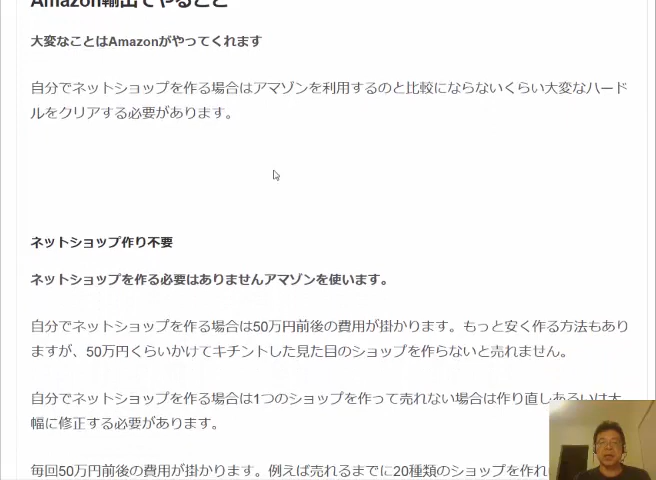 Amazon輸出でやること
大変なことはAmazonがやってくれます
自分でネットショップを作る場合はアマゾンを利用するのと比較にならないくらい大変なハード
ルをクリアする必要があります。
ネットショップ作り不要
ネットショップを作る必要はありませんアマゾンを使います。
自分でネットショップを作る場合は50万円前後の費用が掛かります。もっと安く作る方法もあり
ますが、50万円くらいかけてキチントした見た目のショップを作らないと売れません。
自分でネットショップを作る場合は1つのショップを作って売れない場合は作り直しあるいは大
幅に修正する必要があります。
毎回50万円前後の費用が掛かります。例えば売れるまでに20種類のショップを作れ